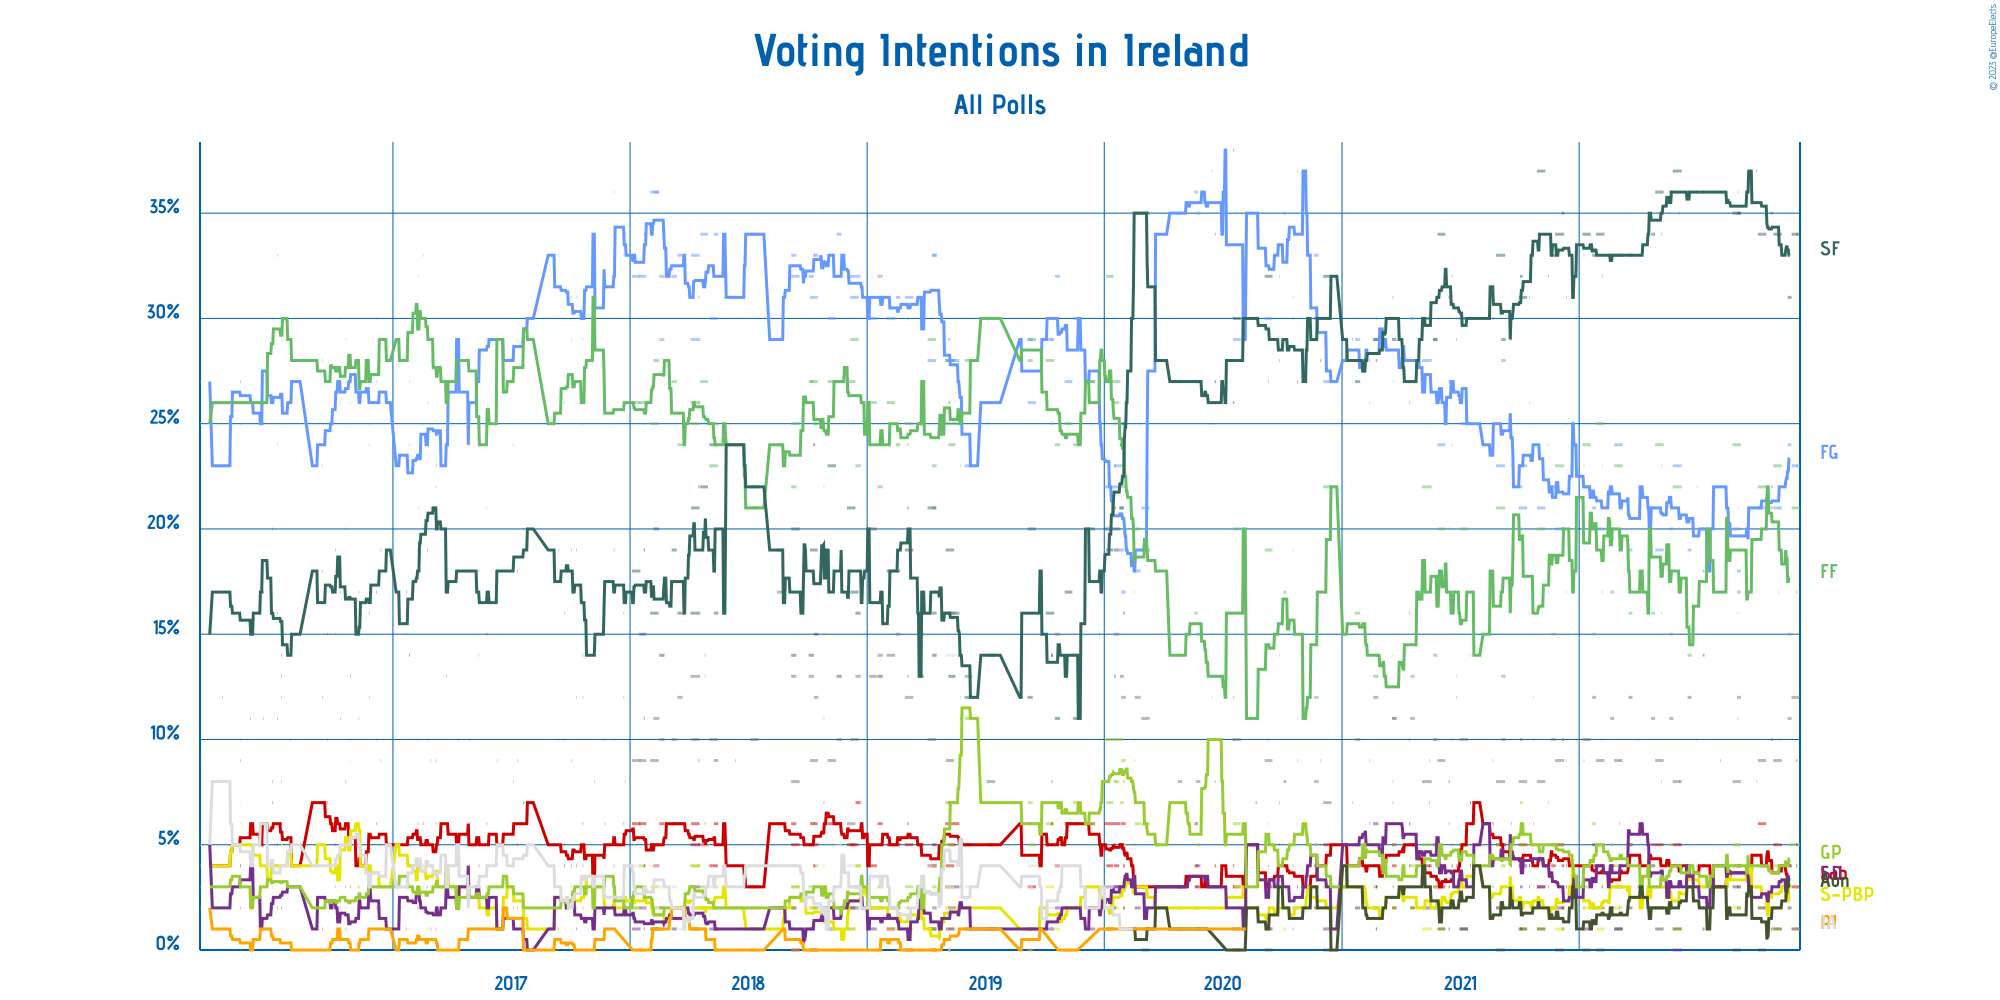 Voting Intentions in Ireland
All Polls
© 2023 @EuropeElects
35%
30%
25%
20%
15%
10%
5%
0%
SF
FG
FF
GP
Aon
S-PBP
2017
2018
2019
2020
2021